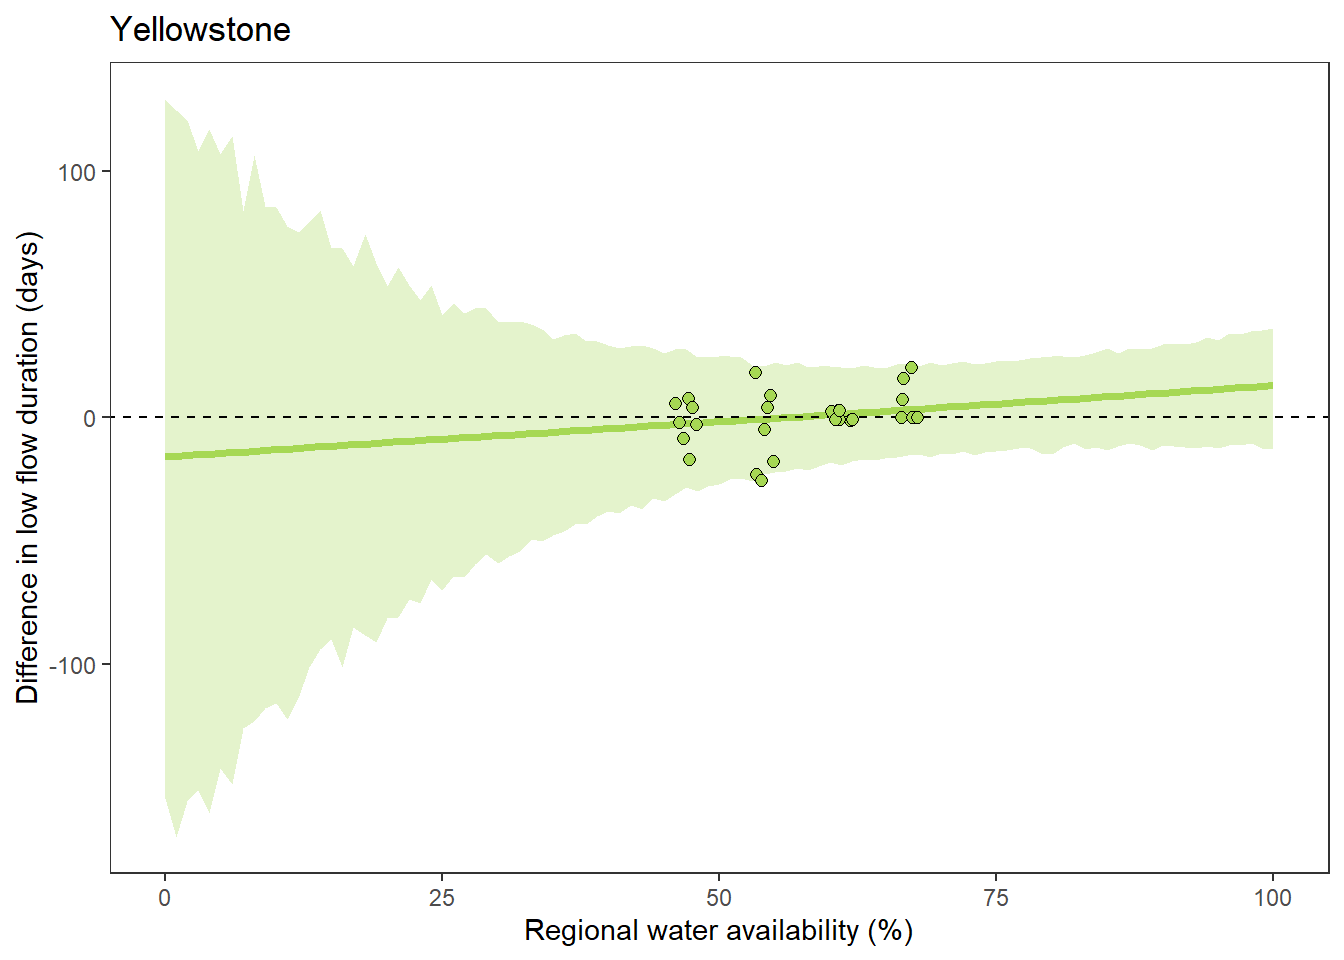 Yellowstone
Difference in low flow duration (days)
100
0
-100
0
25
50
75
100
Regional water availability (%)